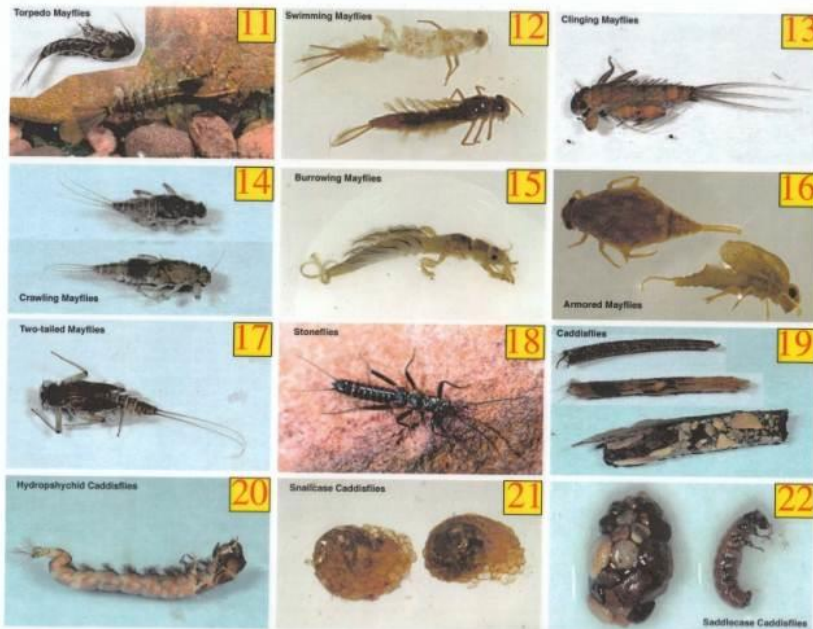 Torpedo Mayflies
11
Swimming Mayflies
12
Clinging Mayflies
13
14
Crawling Mayflies
Burrowing Mayflies
15
16
Armored Mayflies
17
Two-tailed Mayflies
Stoneflies
18
Caddisflies
19
Hydropshychid Caddisflies
20
Snailcase Caddisflies
21
22
Saddlecase Caddisflies